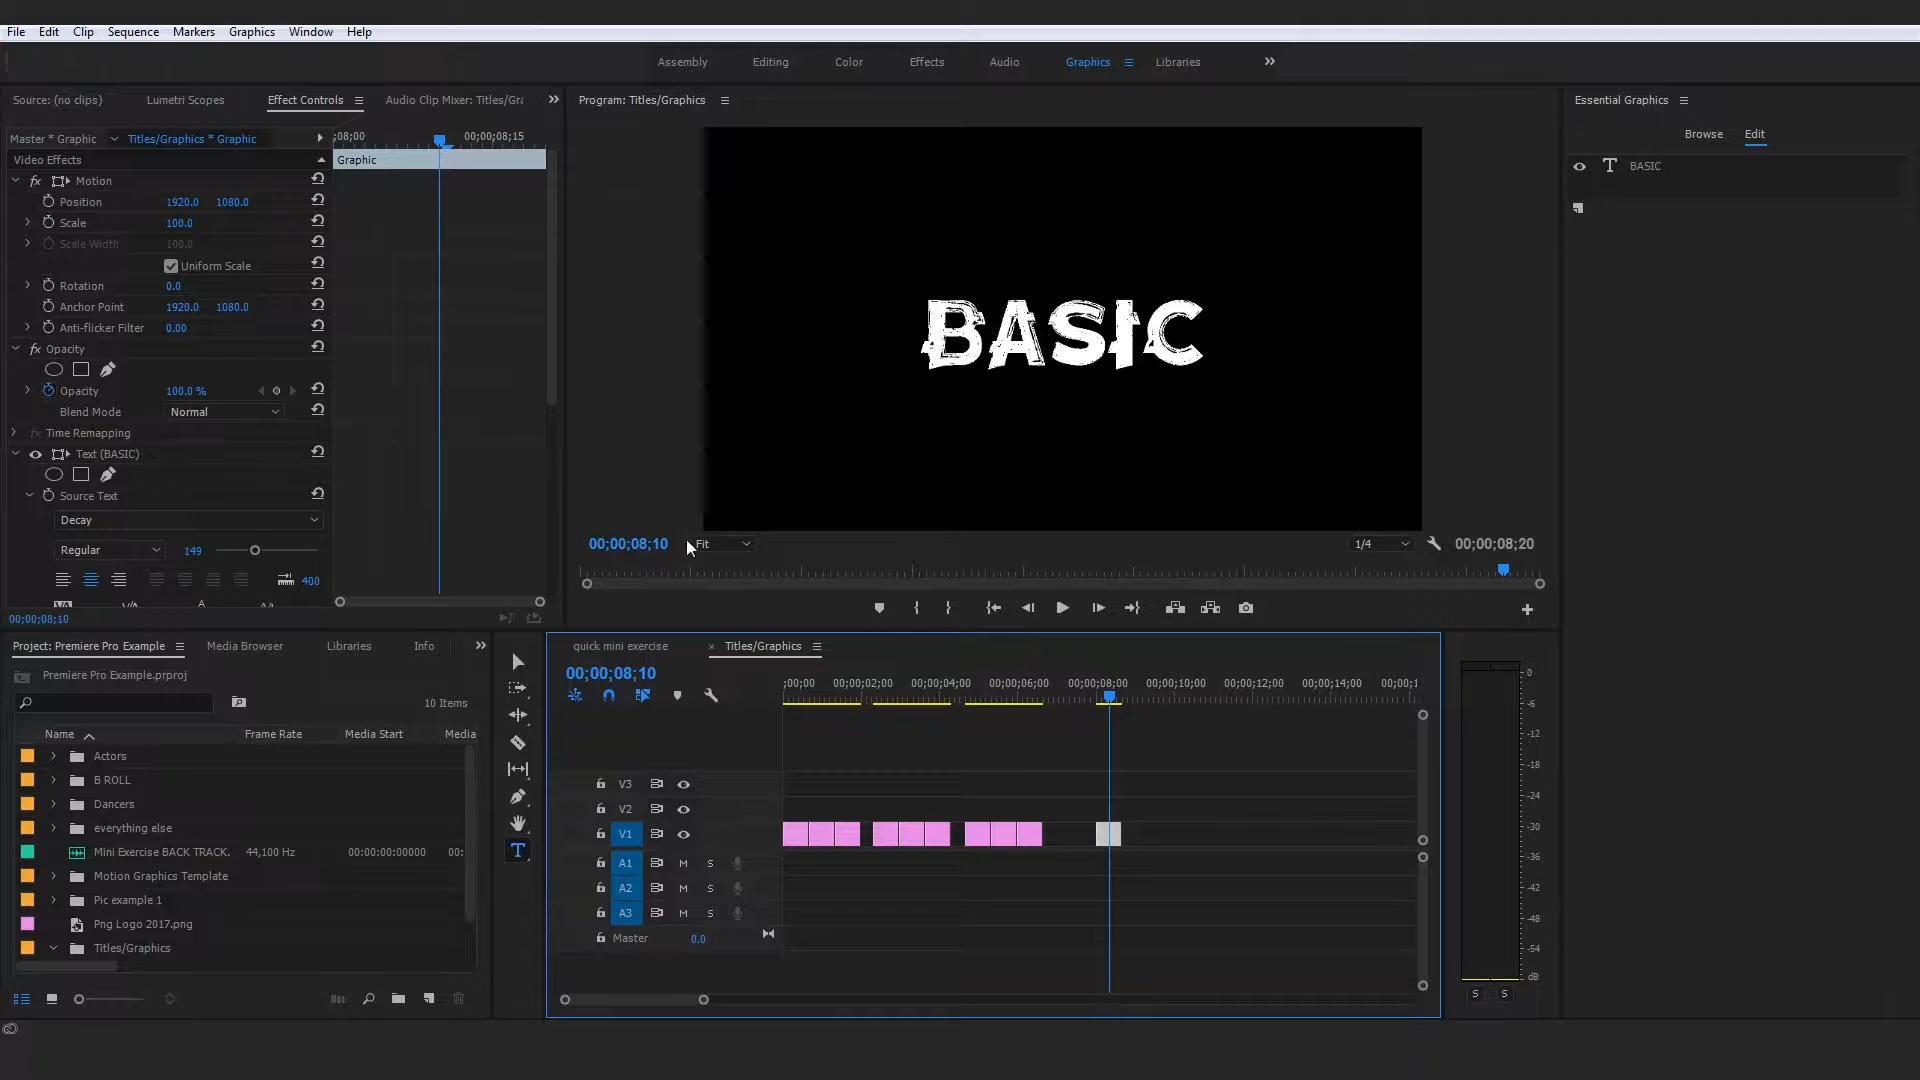 File Edit Clip Sequence Markers Graphics Window Help
Assembly Editing Color Effects Audio Graphics Libraries
Source: (no clips) Lumetri Scopes Effect Controls Audio Clip Mixer: Titles/Gra
Master * Graphic Titles/Graphics * Graphic
;08;00 00;00;08;15
Video Effects
Graphic
Motion
Position 1920.0 1080.0
Scale 100.0
Scale Width 100.0
Uniform Scale
Rotation 0.0
Anchor Point 1920.0 1080.0
Anti-flicker Filter 0.00
Opacity
Opacity 100.0 %
Blend Mode Normal
Time Remapping
Text (BASIC)
Source Text
Decay
Regular 149
400
00;00;08;10
Program: Titles/Graphics
BASIC
00;00;08;10 Fit 1/4 00;00;08;20
Essential Graphics
Browse Edit
BASIC
Project: Premiere Pro Example Media Browser Libraries Info
Premiere Pro Example.prproj
10 Items
Name Frame Rate Media Start Media
Actors
B ROLL
Dancers
everything else
Mini Exercise BACK TRACK. 44,100 Hz 00:00:00:00000 00:
Motion Graphics Template
Pic example 1
Png Logo 2017.png
Titles/Graphics
quick mini exercise × Titles/Graphics
00;00;08;10
;00;00 00;00;02;00 00;00;04;00 00;00;06;00 00;00;08;00 00;00;10;00 00;00;12;00 00;00;14;00 00;00;1
V3
V2
V1
A1 M S
A2 M S
A3 M S
Master 0.0
0
-6
-12
-18
-24
-30
-36
-42
-48
-54
dB
S S